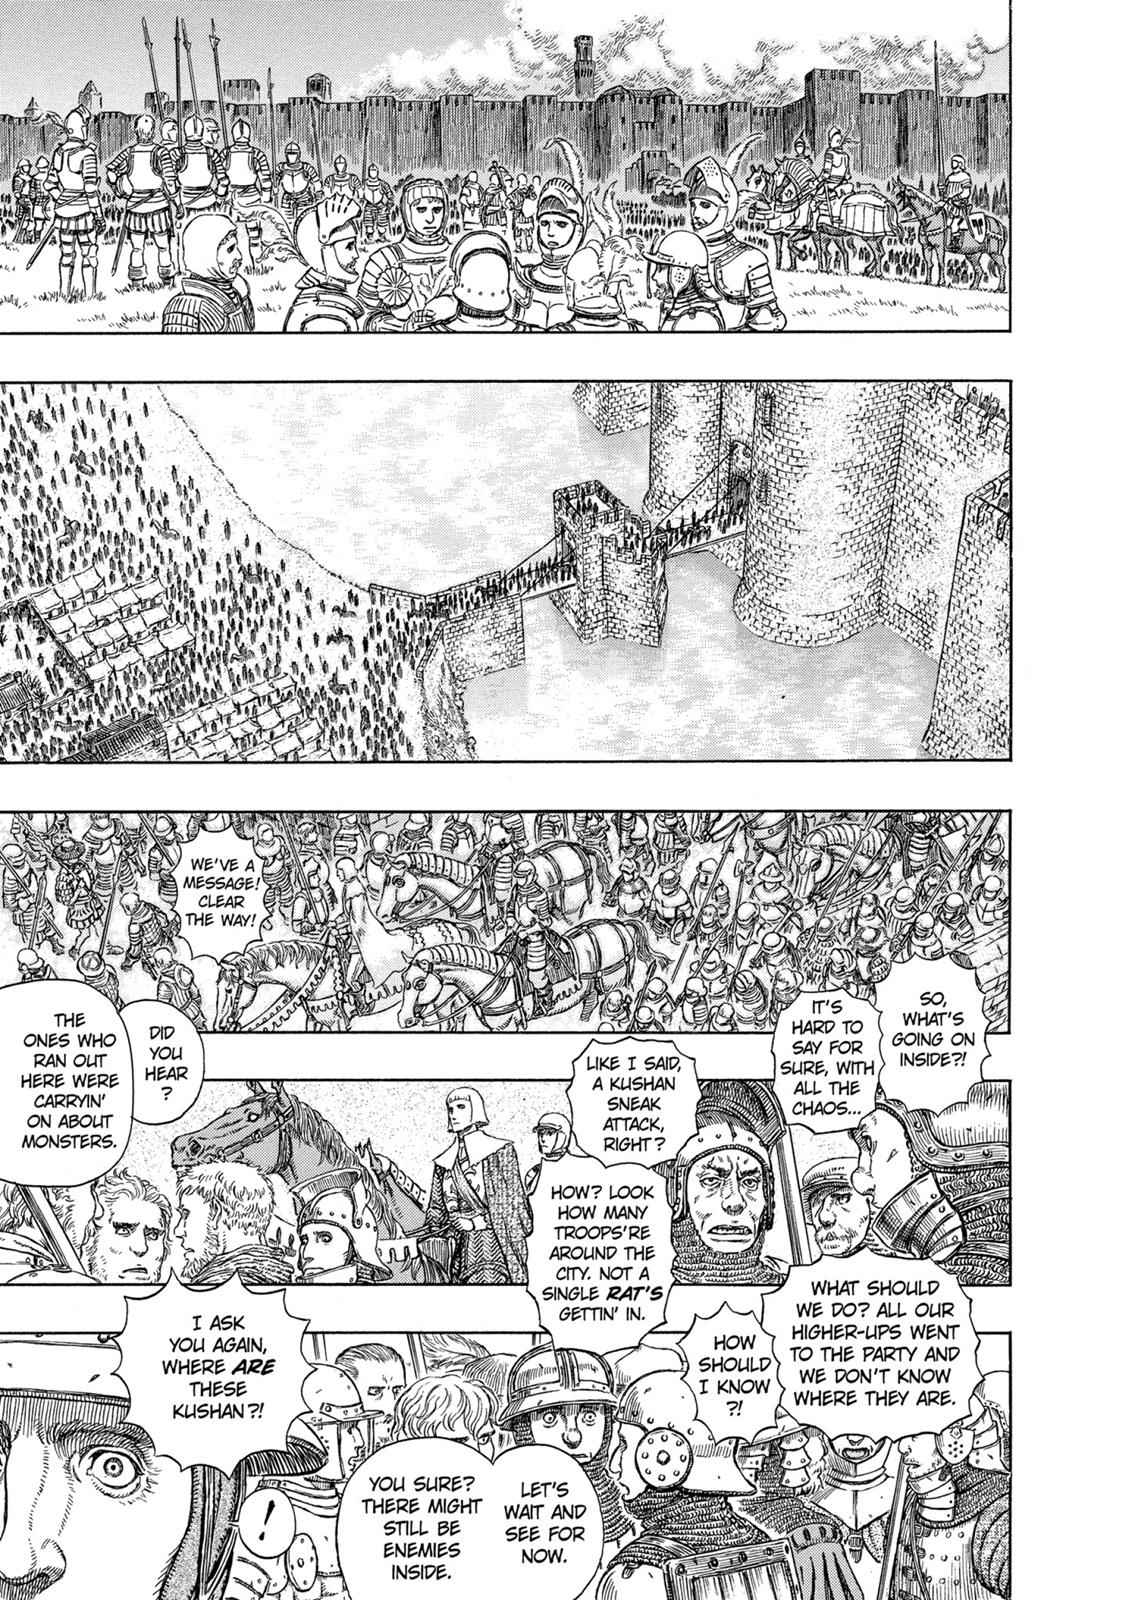 WE'VE A
MESSAGE!
CLEAR
THE WAY!
SO,
WHAT'S
GOING ON
INSIDE?!
IT'S
HARD TO
SAY FOR
SURE, WITH
ALL THE
CHAOS...
LIKE I SAID,
A KUSHAN
SNEAK
ATTACK,
RIGHT?
HOW? LOOK
HOW MANY
TROOPS'RE
AROUND THE
CITY. NOT A
SINGLE RAT'S
GETTIN' IN.
DID
YOU
HEAR
?
THE
ONES WHO
RAN OUT
HERE WERE
CARRYIN'
ON ABOUT
MONSTERS.
WHAT SHOULD
WE DO? ALL OUR
HIGHER-UPS WENT
TO THE PARTY AND
WE DON'T KNOW
WHERE THEY ARE.
HOW
SHOULD
I KNOW
?!
LET'S
WAIT AND
SEE FOR
NOW.
YOU SURE?
THERE MIGHT
STILL BE
ENEMIES
INSIDE.
I ASK
YOU AGAIN,
WHERE ARE
THESE
KUSHAN?!
!